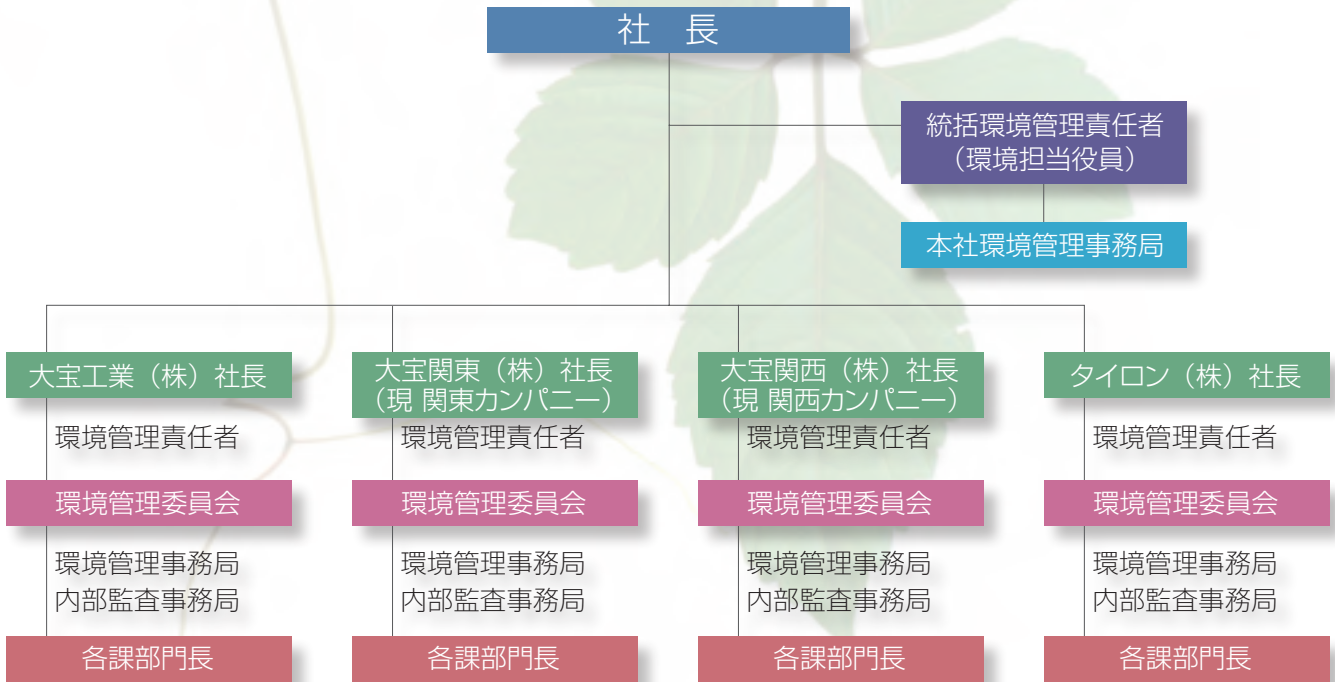 社 長
統括環境管理責任者
（環境担当役員）
本社環境管理事務局
大宝工業（株）社長
環境管理責任者
環境管理委員会
環境管理事務局
内部監査事務局
各課部門長
大宝関東（株）社長
（現 関東カンパニー）
環境管理責任者
環境管理委員会
環境管理事務局
内部監査事務局
各課部門長
大宝関西（株）社長
（現 関西カンパニー）
環境管理責任者
環境管理委員会
環境管理事務局
内部監査事務局
各課部門長
タイロン（株）社長
環境管理責任者
環境管理委員会
環境管理事務局
内部監査事務局
各課部門長